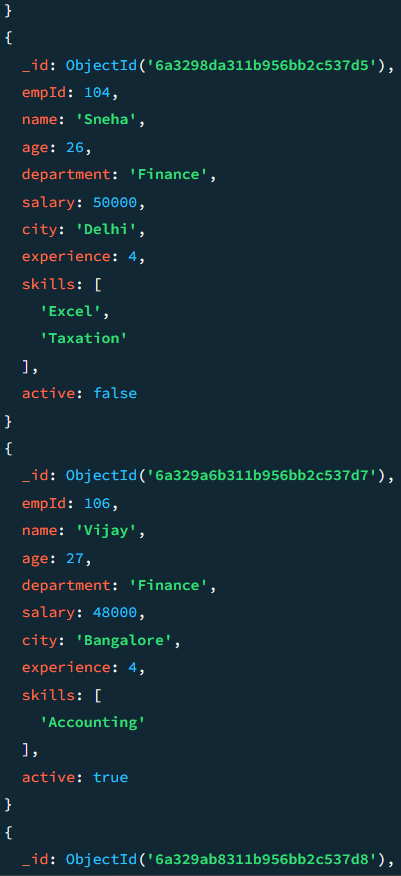 }
{
  _id: ObjectId('6a3298da311b956bb2c537d5'),
  empId: 104,
  name: 'Sneha',
  age: 26,
  department: 'Finance',
  salary: 50000,
  city: 'Delhi',
  experience: 4,
  skills: [
    'Excel',
    'Taxation'
  ],
  active: false
}
{
  _id: ObjectId('6a329a6b311b956bb2c537d7'),
  empId: 106,
  name: 'Vijay',
  age: 27,
  department: 'Finance',
  salary: 48000,
  city: 'Bangalore',
  experience: 4,
  skills: [
    'Accounting'
  ],
  active: true
}
{
  _id: ObjectId('6a329ab8311b956bb2c537d8'),